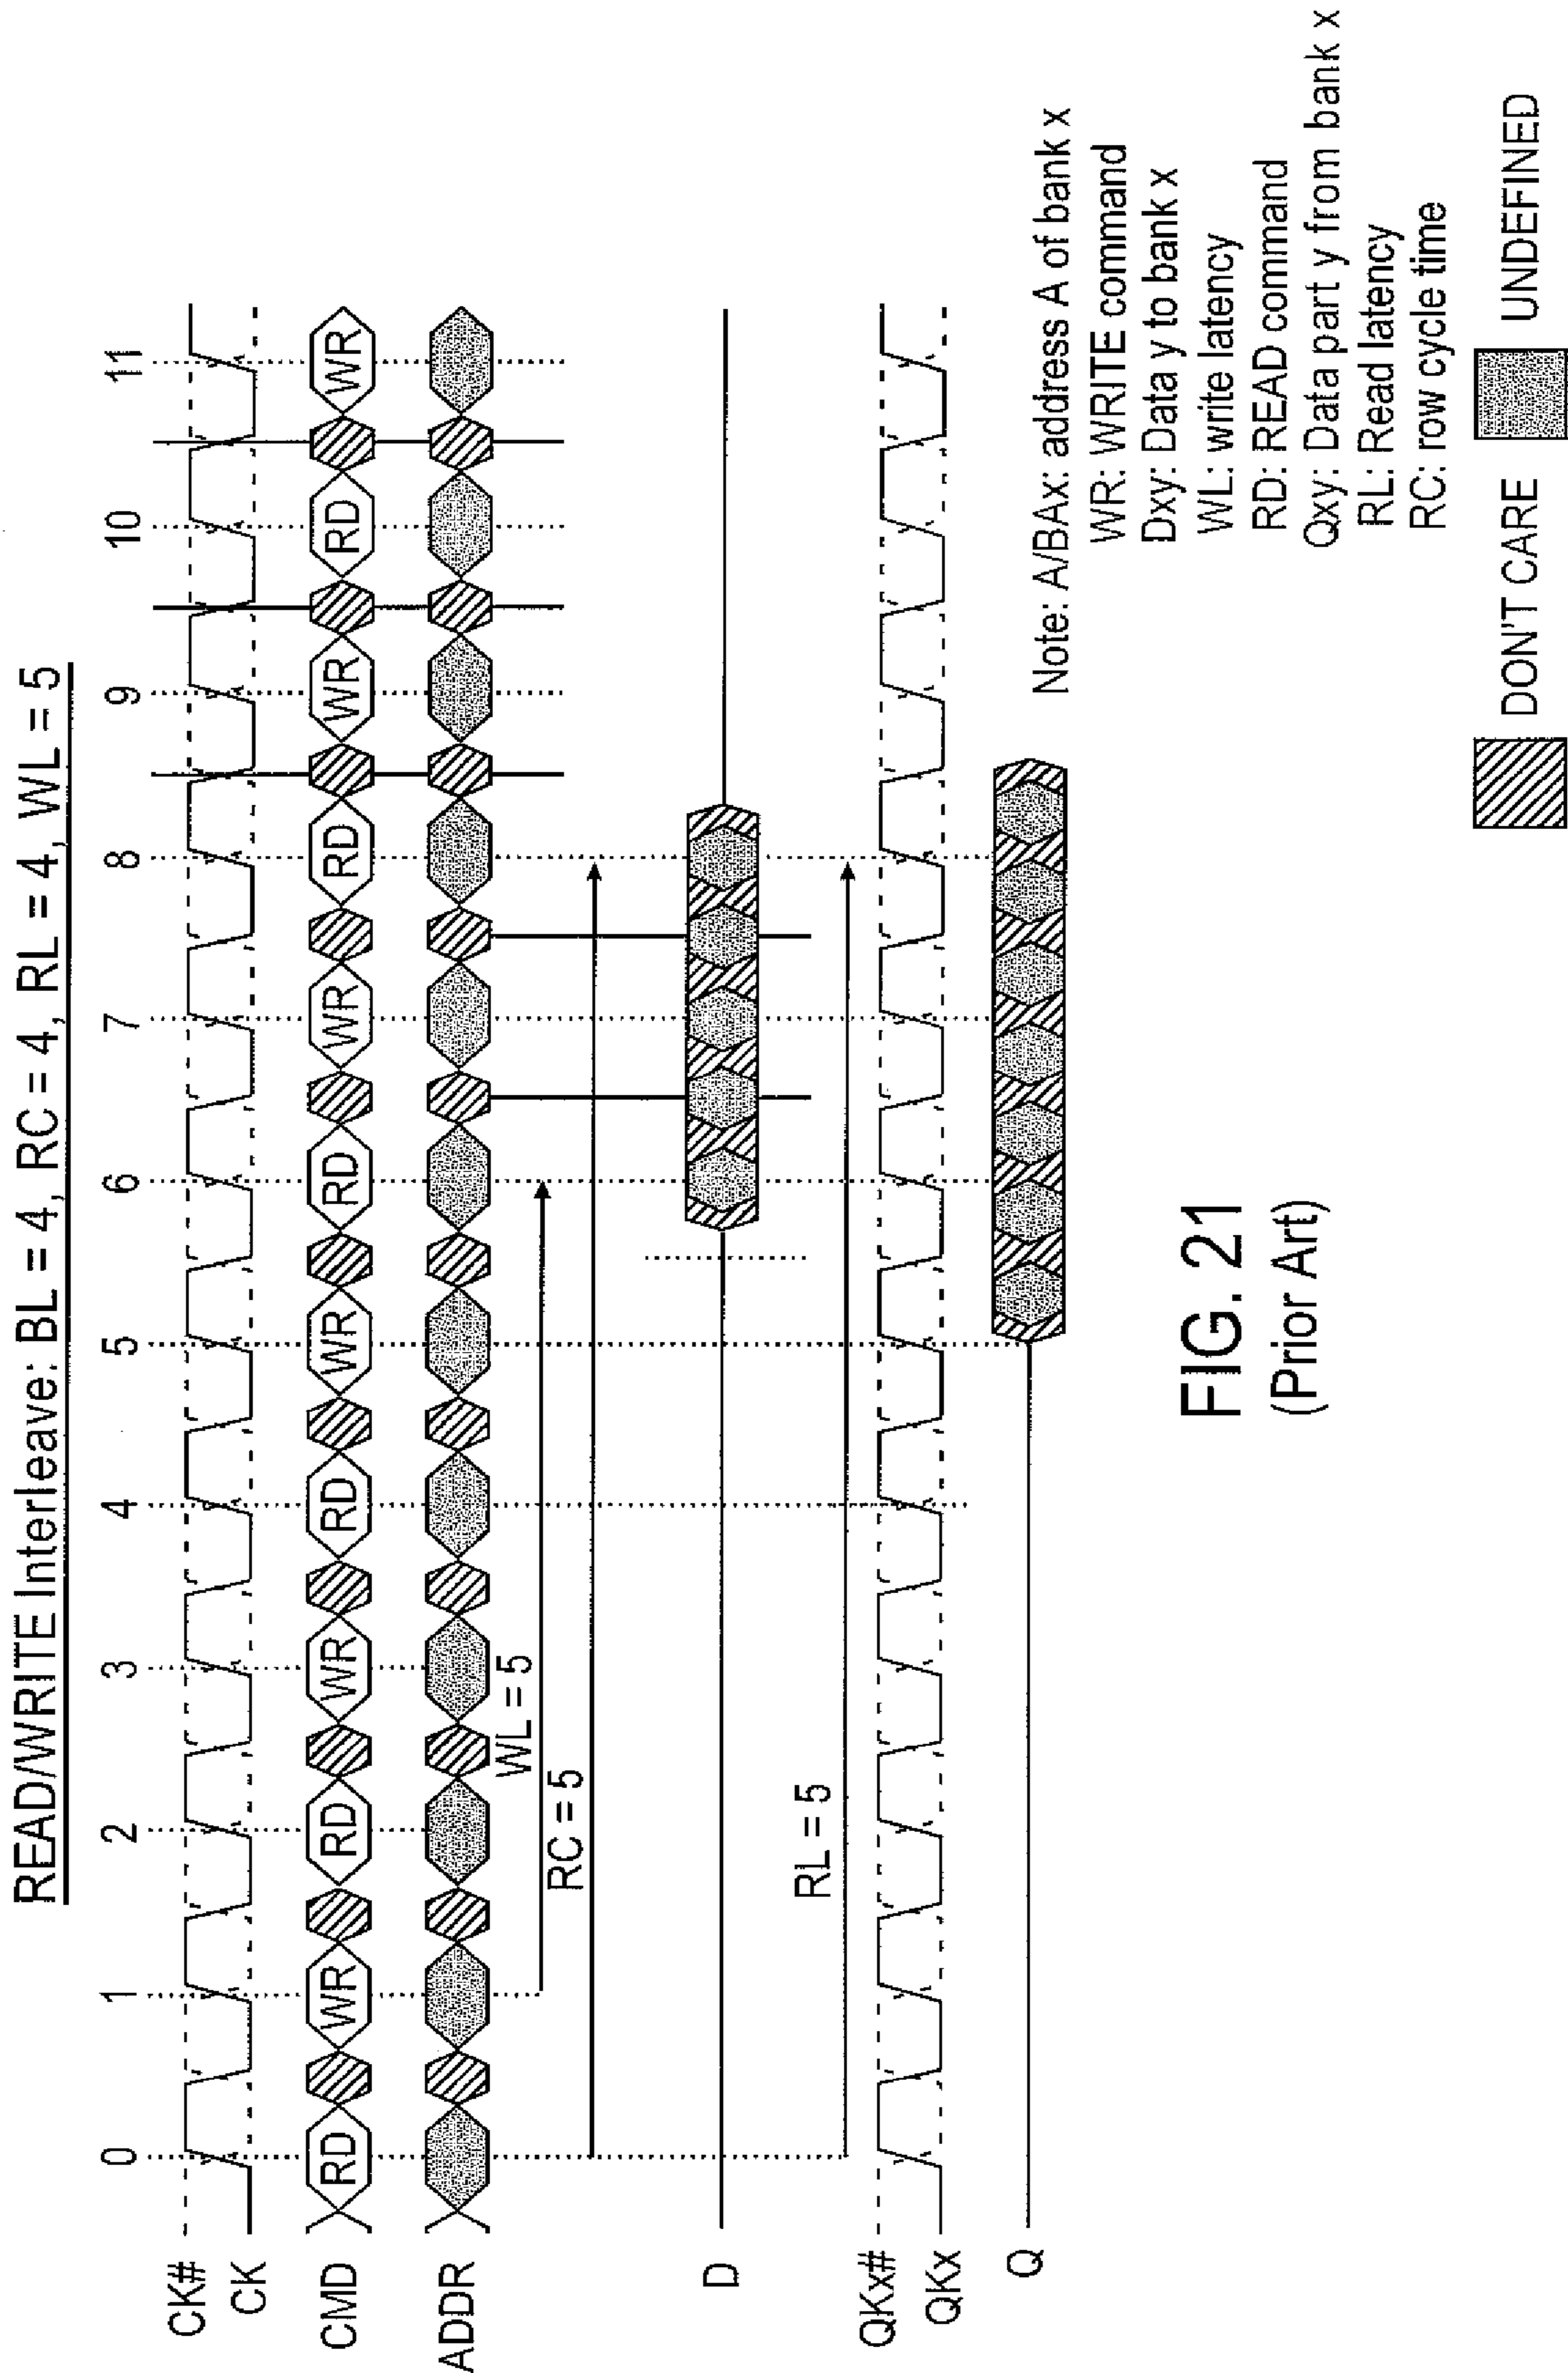 READ/WRITE Interleave: BL = 4, RC = 4, RL = 4, WL = 5
0 1 2 3 4 5 6 7 8 9 10 11
CK#
CK
CMD RD WR RD WR RD WR RD WR RD WR RD WR
ADDR
WL = 5
RC = 5
D
RL = 5
QKx#
QKx
Q
Note: A/BAx: address A of bank x
WR: WRITE command
Dxy: Data y to bank x
WL: write latency
RD: READ command
Qxy: Data part y from bank x
RL: Read latency
RC: row cycle time
DON'T CARE UNDEFINED
FIG. 21
(Prior Art)